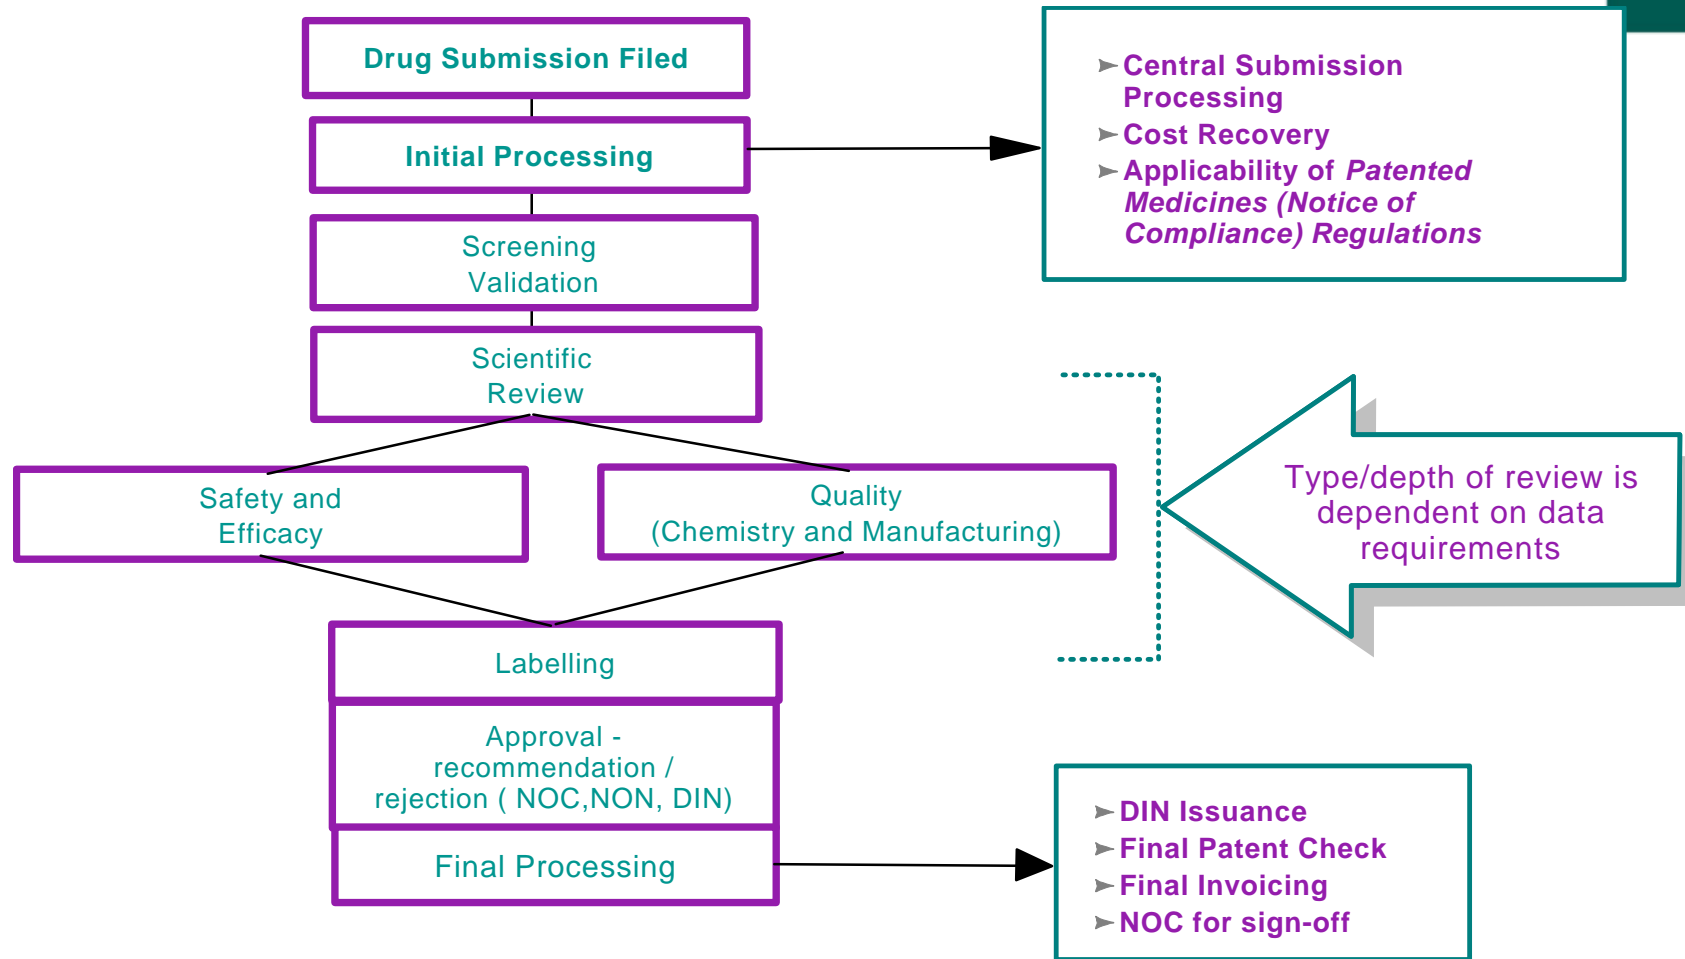 Drug Submission Filed
Initial Processing
Screening
Validation
Scientific
Review
Safety and
Efficacy
Quality
(Chemistry and Manufacturing)
Labelling
Approval -
recommendation /
rejection ( NOC,NON, DIN)
Final Processing
Central Submission
Processing
Cost Recovery
Applicability of Patented
Medicines (Notice of
Compliance) Regulations
Type/depth of review is
dependent on data
requirements
DIN Issuance
Final Patent Check
Final Invoicing
NOC for sign-off